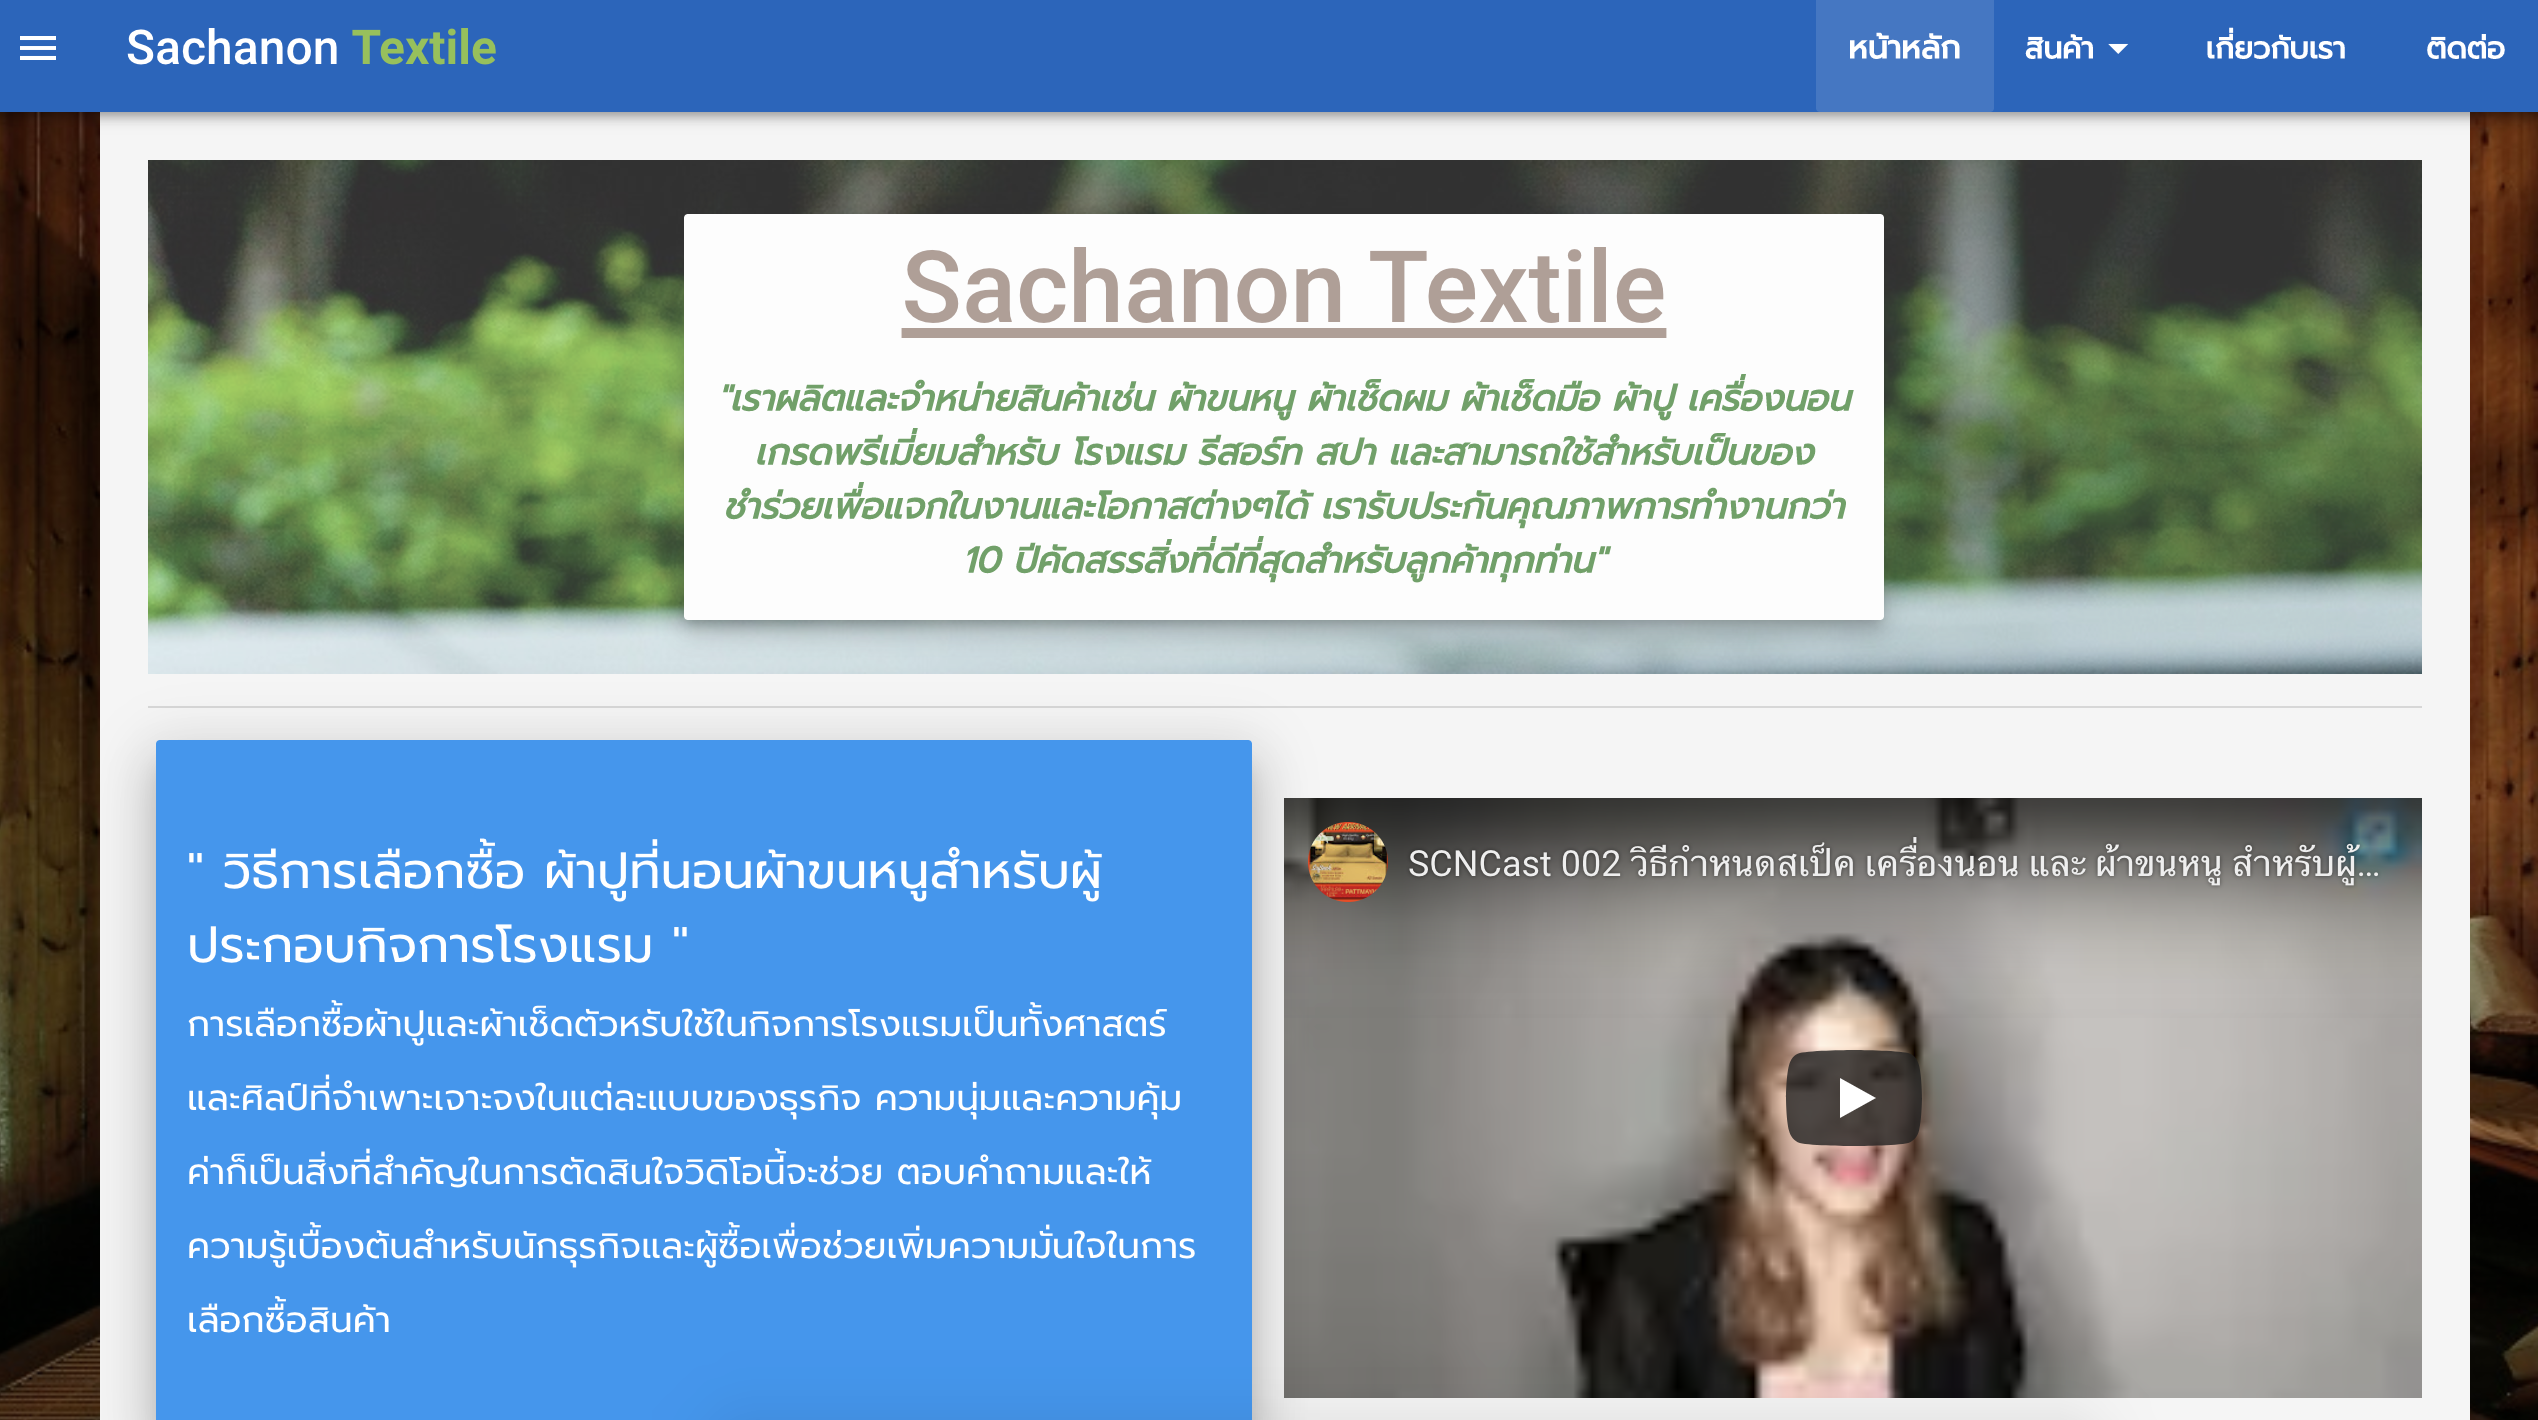 Sachanon Textile
หน้าหลัก
สินค้า
เกี่ยวกับเรา
ติดต่อ
Sachanon Textile
"เราผลิตและจำหน่ายสินค้าเช่น ผ้าขนหนู ผ้าเช็ดผม ผ้าเช็ดมือ ผ้าปู เครื่องนอน
เกรดพรีเมี่ยมสำหรับ โรงแรม รีสอร์ท สปา และสามารถใช้สำหรับเป็นของ
ชำร่วยเพื่อแจกในงานและโอกาสต่างๆได้ เรารับประกันคุณภาพการทำงานกว่า
10 ปีคัดสรรสิ่งที่ดีที่สุดสำหรับลูกค้าทุกท่าน"
" วิธีการเลือกซื้อ ผ้าปูที่นอนผ้าขนหนูสำหรับผู้
ประกอบกิจการโรงแรม "
การเลือกซื้อผ้าปูและผ้าเช็ดตัวหรับใช้ในกิจการโรงแรมเป็นทั้งศาสตร์
และศิลป์ที่จำเพาะเจาะจงในแต่ละแบบของธุรกิจ ความนุ่มและความคุ้ม
ค่าก็เป็นสิ่งที่สำคัญในการตัดสินใจวิดิโอนี้จะช่วย ตอบคำถามและให้
ความรู้เบื้องต้นสำหรับนักธุรกิจและผู้ซื้อเพื่อช่วยเพิ่มความมั่นใจในการ
เลือกซื้อสินค้า
SCNCast 002 วิธีกำหนดสเป็ค เครื่องนอน และ ผ้าขนหนู สำหรับผู้...